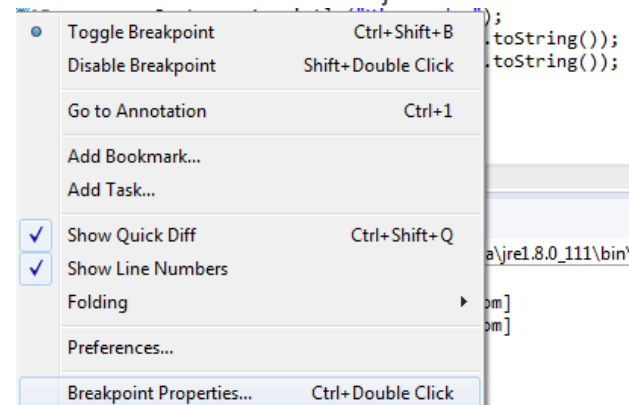 ");
Toggle Breakpoint Ctrl+Shift+B
.toString());
Disable Breakpoint Shift+Double Click
.toString());
Go to Annotation Ctrl+1
Add Bookmark...
Add Task...
Show Quick Diff Ctrl+Shift+Q
a\jre1.8.0_111\bin\
Show Line Numbers
Folding
om]
om]
Preferences...
Breakpoint Properties... Ctrl+Double Click